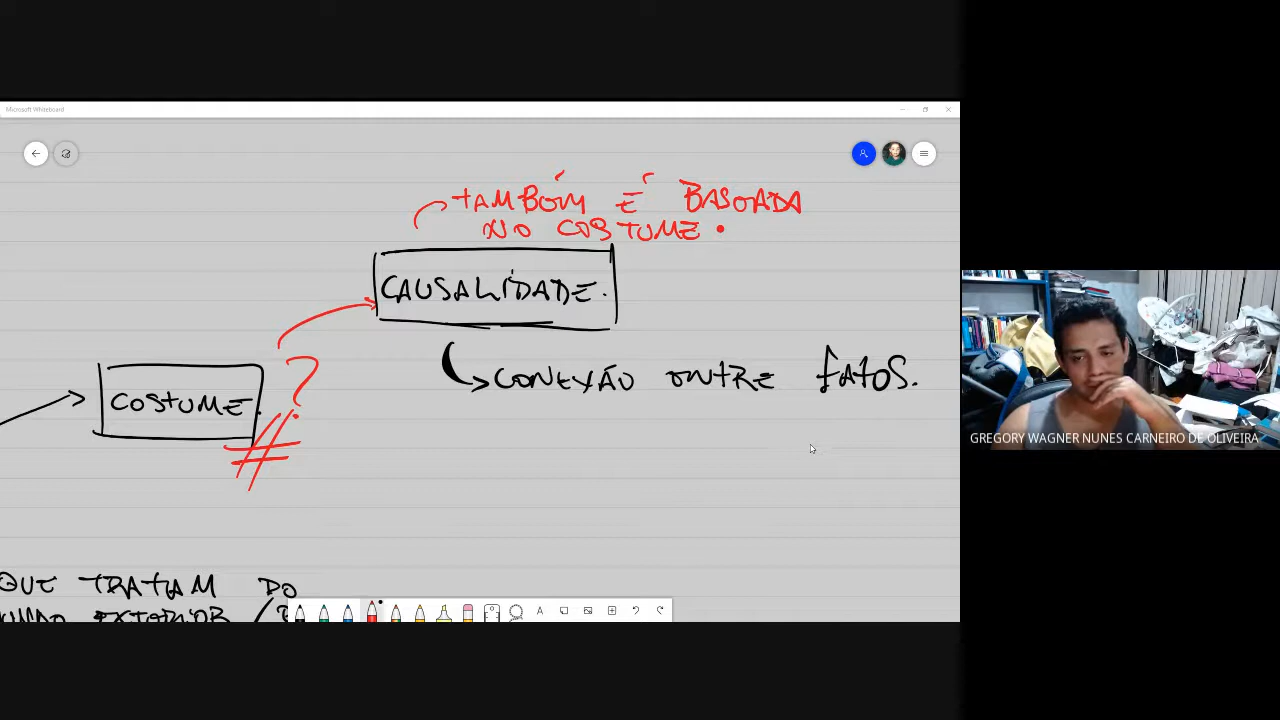 Microsoft Whiteboard
TAMBÉM É BASEADA
NO COSTUME.
CAUSALIDADE.
CONEXÃO ENTRE FATOS.
COSTUME.
?
QUE TRATAM DO
EXTERIOR
A
GREGORY WAGNER NUNES CARNEIRO DE OLIVEIRA